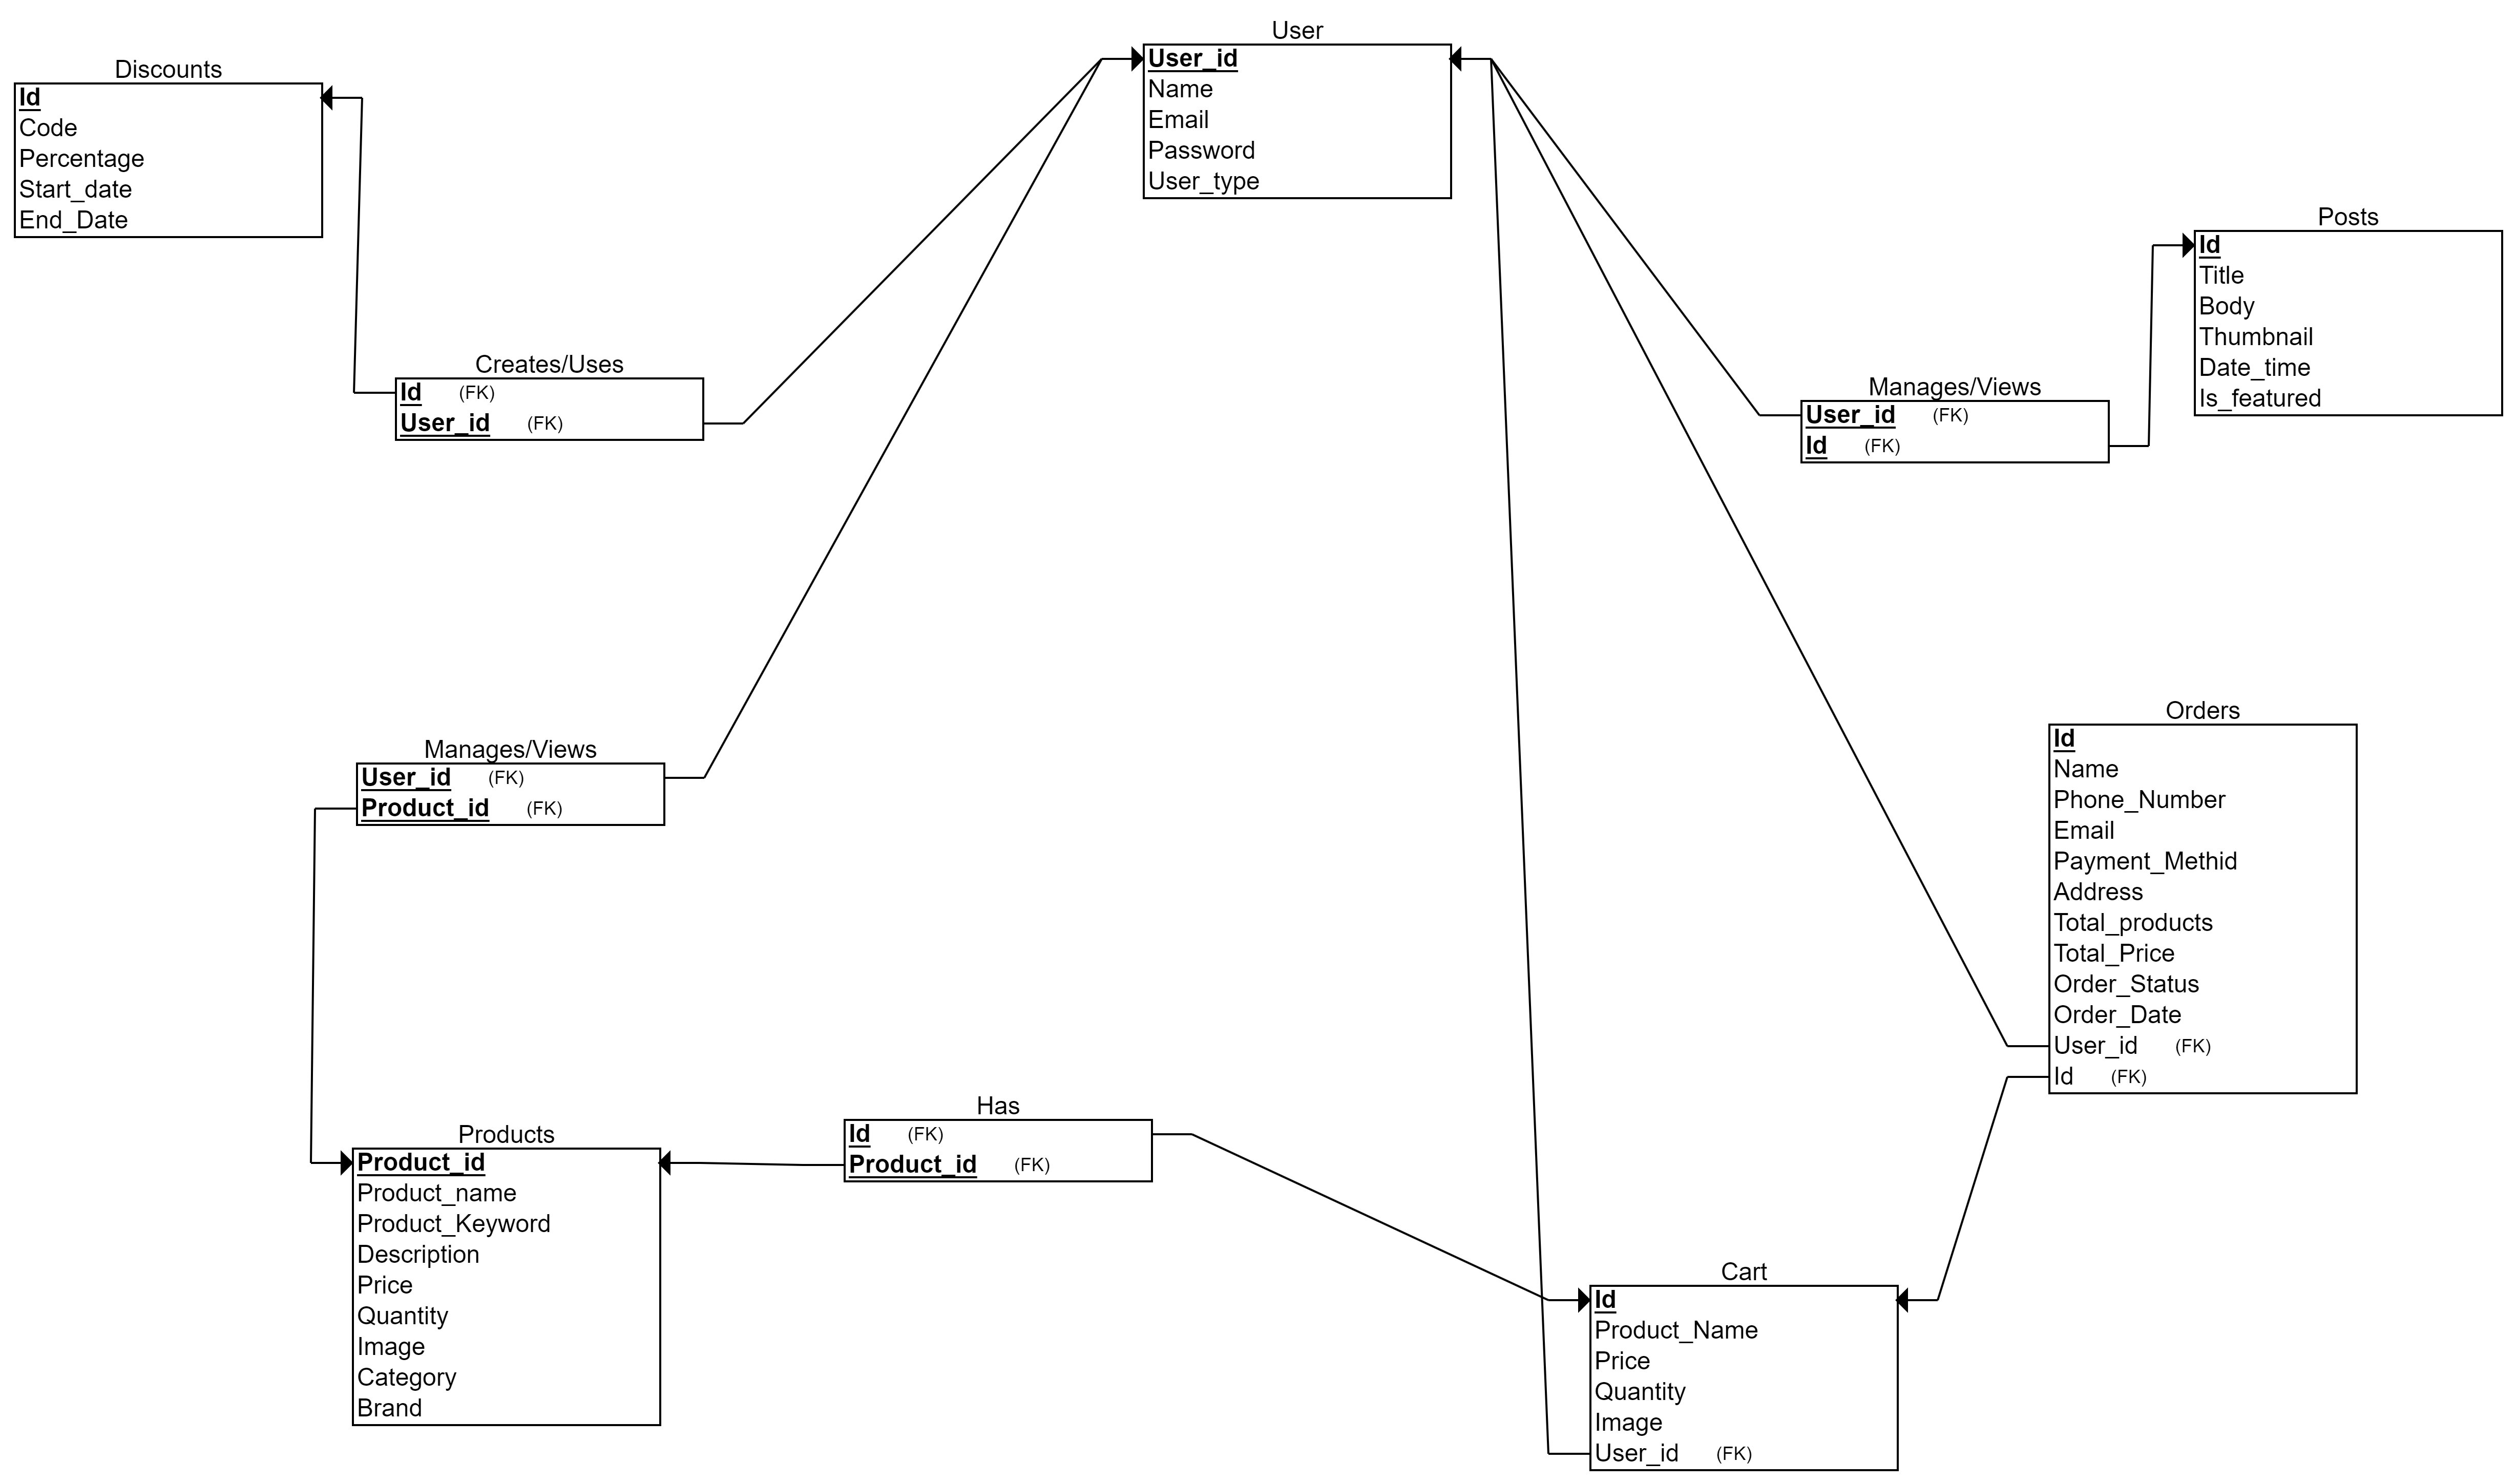 User
User_id
Name
Email
Password
User_type
Discounts
Id
Code
Percentage
Start_date
End_Date
Posts
Id
Title
Body
Thumbnail
Date_time
Is_featured
Creates/Uses
Id (FK)
User_id (FK)
Manages/Views
User_id (FK)
Id (FK)
Manages/Views
User_id (FK)
Product_id (FK)
Orders
Id
Name
Phone_Number
Email
Payment_Methid
Address
Total_products
Total_Price
Order_Status
Order_Date
User_id (FK)
Id (FK)
Products
Product_id
Product_name
Product_Keyword
Description
Price
Quantity
Image
Category
Brand
Has
Id (FK)
Product_id (FK)
Cart
Id
Product_Name
Price
Quantity
Image
User_id (FK)